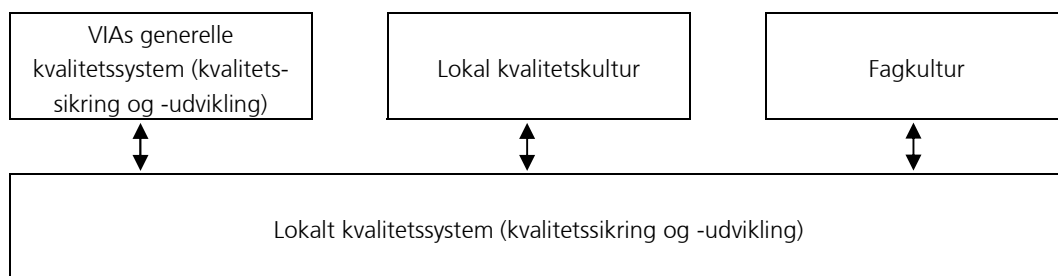 VIAs generelle
kvalitetssystem (kvalitets-
sikring og -udvikling)
Lokal kvalitetskultur
Fagkultur
Lokalt kvalitetssystem (kvalitetssikring og -udvikling)